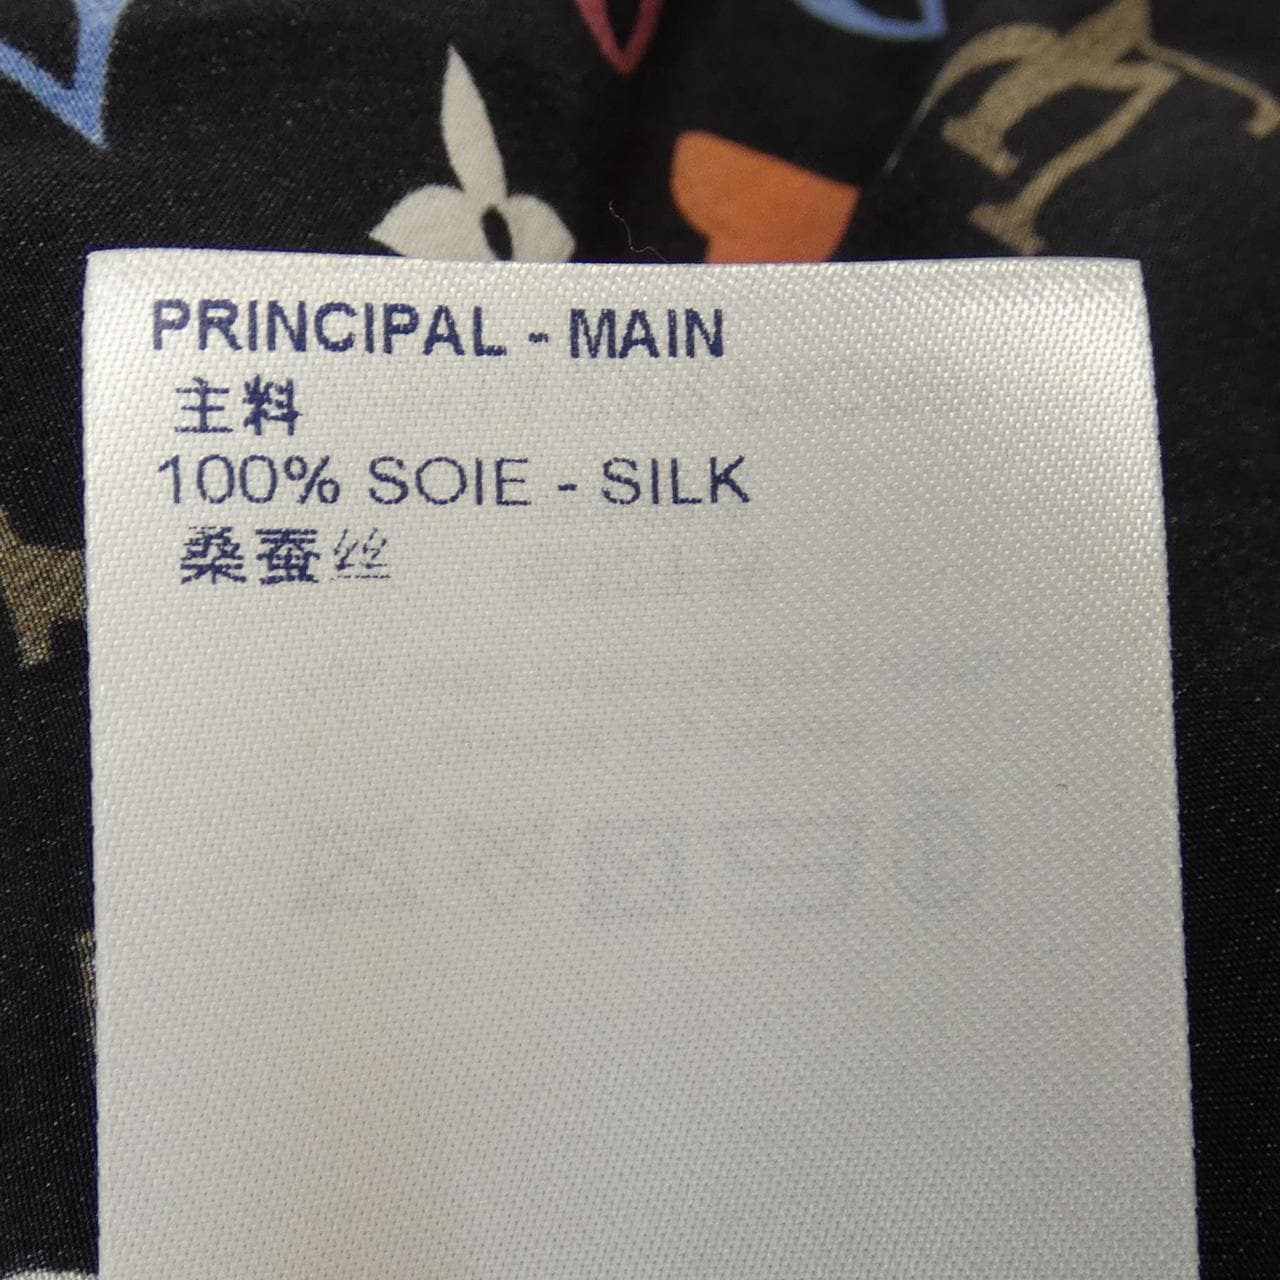 PRINCIPAL - MAIN
主料
100% SOIE - SILK
桑蚕丝